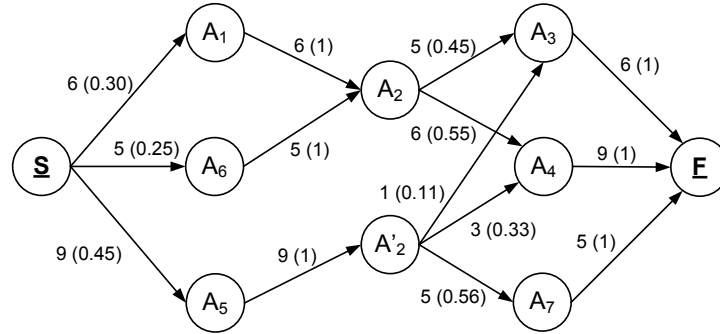 A1
A3
6 (1)
5 (0.45)
6 (1)
6 (0.30)
A2
5 (0.25)
6 (0.55)
S
A6
5 (1)
A4
9 (1)
F
1 (0.11)
3 (0.33)
9 (0.45)
9 (1)
A'2
5 (1)
5 (0.56)
A5
A7